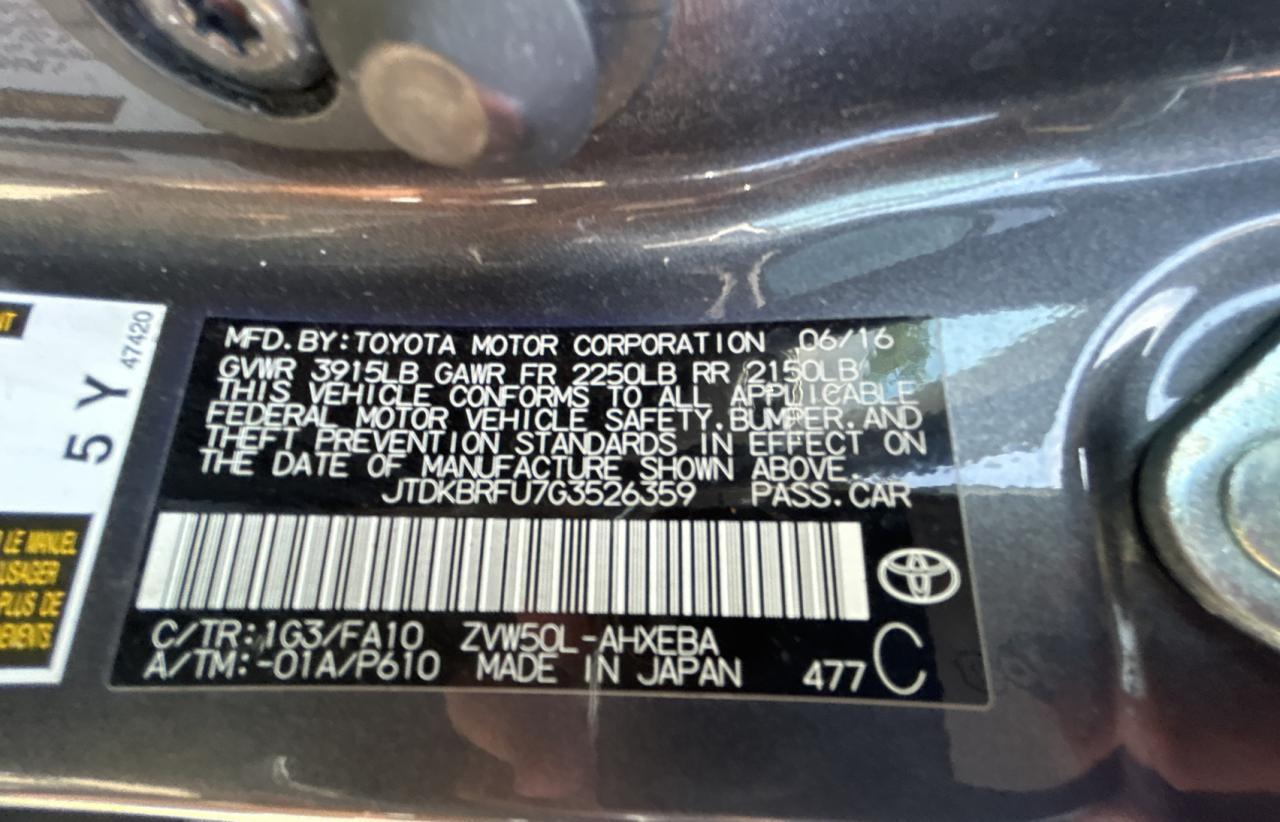 NT
5 Y 47420
LE MANUEL
PLUS DE
MFD.BY:TOYOTA MOTOR CORPORATION 06/16
GVWR 3915LB GAWR FR 2250LB RR 2150LB
THIS VEHICLE CONFORMS TO ALL APPLICABLE
FEDERAL MOTOR VEHICLE SAFETY.BUMPER.AND
THEFT PREVENTION STANDARDS IN EFFECT ON
THE DATE OF MANUFACTURE SHOWN ABOVE.
JTDKBRFU7G3526359 PASS.CAR
C/TR:1G3/FA10 ZVW50L-AHXEBA
A/TM:-01A/P610 MADE IN JAPAN 477 C